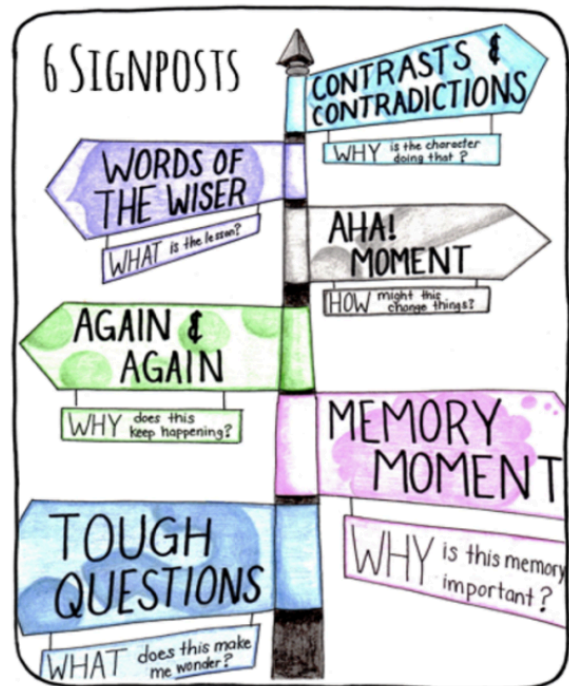 6 SIGNPOSTS
CONTRASTS &
CONTRADICTIONS
WHY is the character
doing that?
WORDS OF
THE WISER
WHAT is the lesson?
AHA!
MOMENT
HOW might this
change things?
AGAIN &
AGAIN
WHY does this
keep happening?
MEMORY
MOMENT
WHY is this memory
important?
TOUGH
QUESTIONS
WHAT does this make
me wonder?